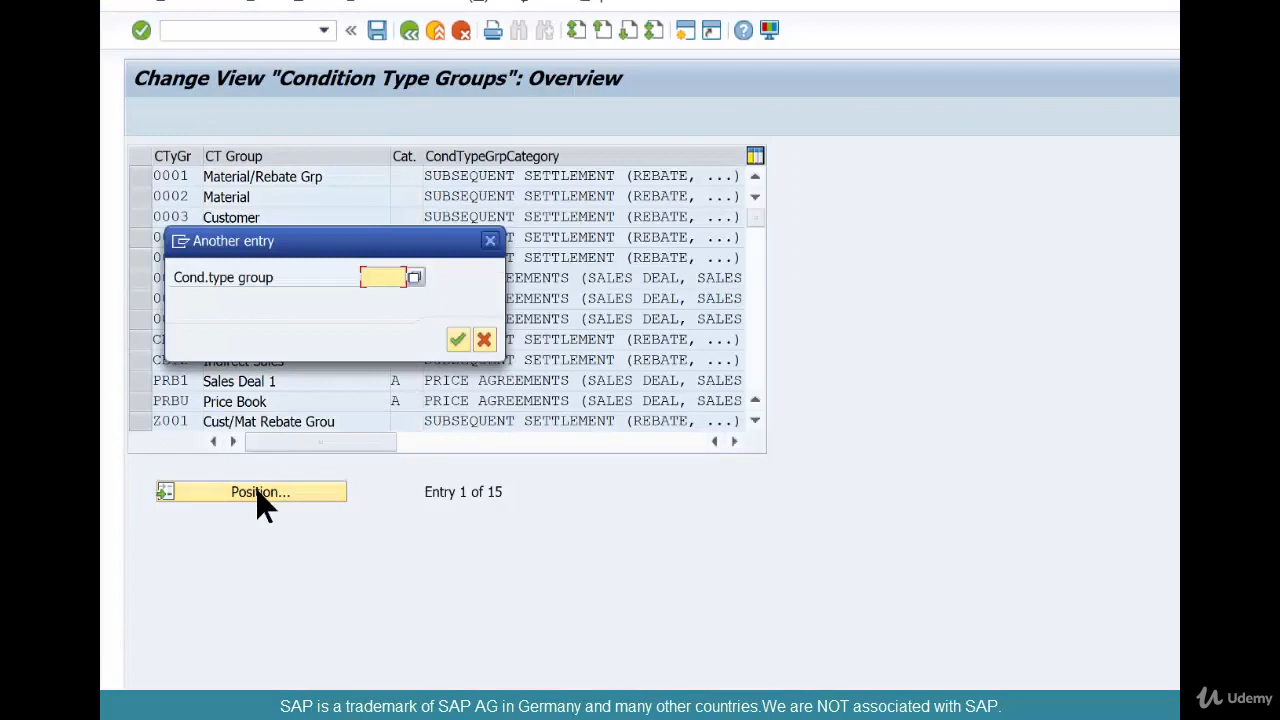 Change View "Condition Type Groups": Overview
CTyGr CT Group Cat. CondTypeGrpCategory
0001 Material/Rebate Grp SUBSEQUENT SETTLEMENT (REBATE, ...)
0002 Material SUBSEQUENT SETTLEMENT (REBATE, ...)
0003 Customer SUBSEQUENT SETTLEMENT (REBATE, ...)
Another entry
T SETTLEMENT (REBATE, ...)
T SETTLEMENT (REBATE, ...)
Cond.type group
EEMENTS (SALES DEAL, SALES
EEMENTS (SALES DEAL, SALES
EEMENTS (SALES DEAL, SALES
T SETTLEMENT (REBATE, ...)
Indirect Sales T SETTLEMENT (REBATE, ...)
PRB1 Sales Deal 1 A PRICE AGREEMENTS (SALES DEAL, SALES
PRBU Price Book A PRICE AGREEMENTS (SALES DEAL, SALES
Z001 Cust/Mat Rebate Grou SUBSEQUENT SETTLEMENT (REBATE, ...)
Position... Entry 1 of 15
SAP is a trademark of SAP AG in Germany and many other countries.We are NOT associated with SAP.
Udemy